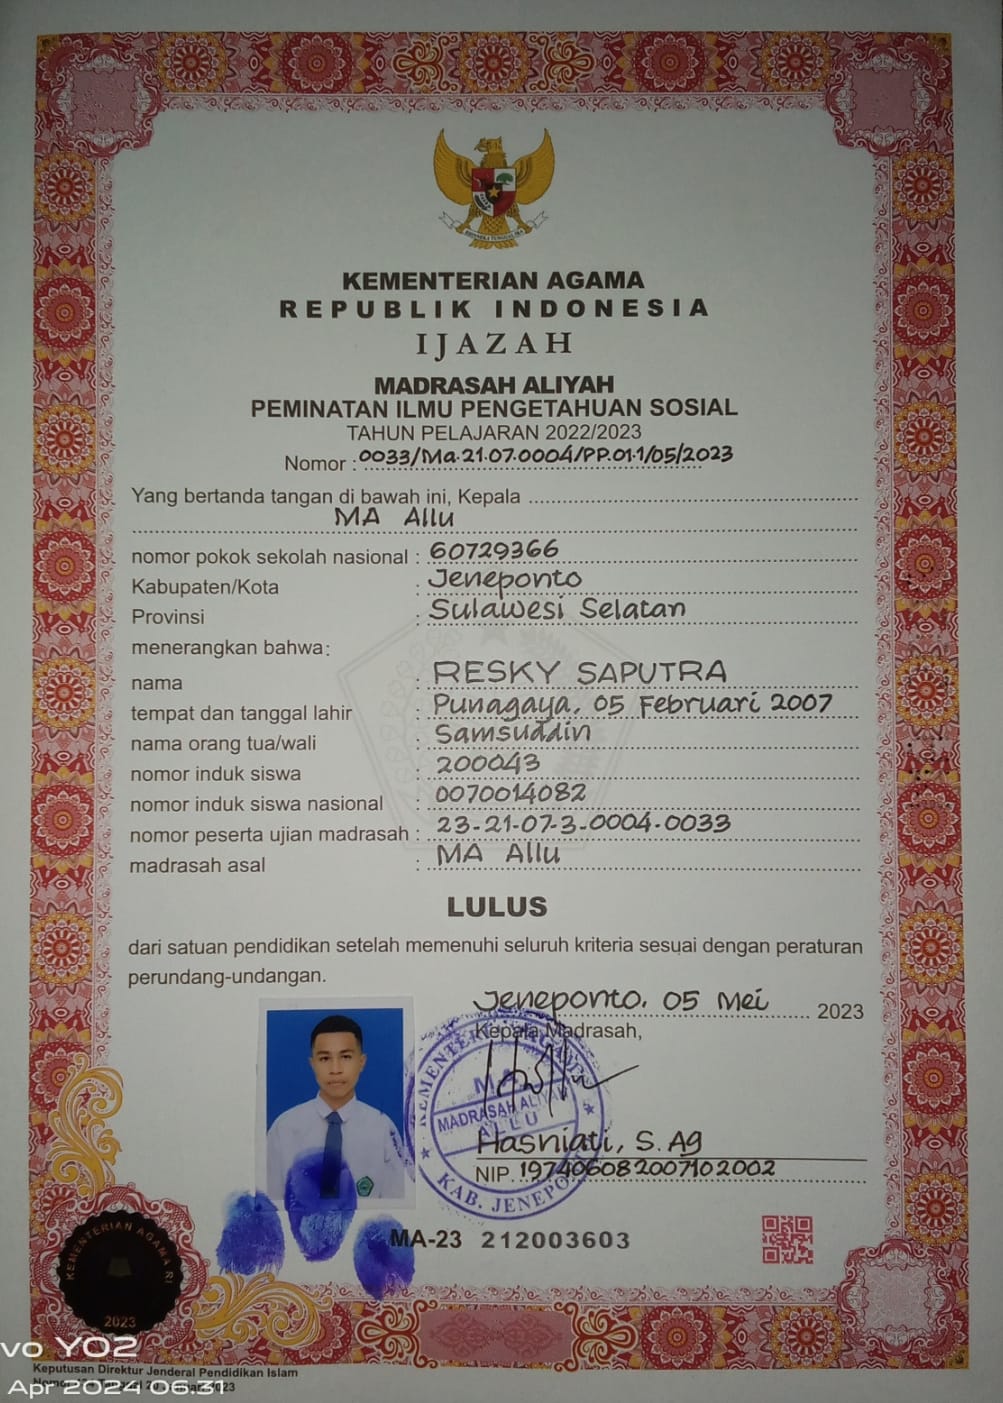 KEMENTERIAN AGAMA
REPUBLIK INDONESIA
IJAZAH
MADRASAH ALIYAH
PEMINATAN ILMU PENGETAHUAN SOSIAL
TAHUN PELAJARAN 2022/2023
Nomor : 0033/Ma.21.07.0004/PP.01.1/05/2023
Yang bertanda tangan di bawah ini, Kepala
MA Allu
nomor pokok sekolah nasional : 60729366
Kabupaten/Kota : Jeneponto
Provinsi : Sulawesi Selatan
menerangkan bahwa:
nama : RESKY SAPUTRA
tempat dan tanggal lahir : Punagaya, 05 Februari 2007
nama orang tua/wali : Samsuddin
nomor induk siswa : 200043
nomor induk siswa nasional : 0070014082
nomor peserta ujian madrasah : 23-21-07-3-0004-0033
madrasah asal : MA Allu
LULUS
dari satuan pendidikan setelah memenuhi seluruh kriteria sesuai dengan peraturan
perundang-undangan.
Jeneponto, 05 Mei 2023
Kepala Madrasah,
KEMENTERIAN AGAMA
MADRASAH ALIYAH
ALLU
KAB. JENEPONTO
Hasniati, S.Ag
NIP. 197406082007102002
MA-23 212003603
KEMENTERIAN AGAMA RI
2023
vo Y02
Keputusan Direktur Jenderal Pendidikan Islam
Apr 2024 06.31